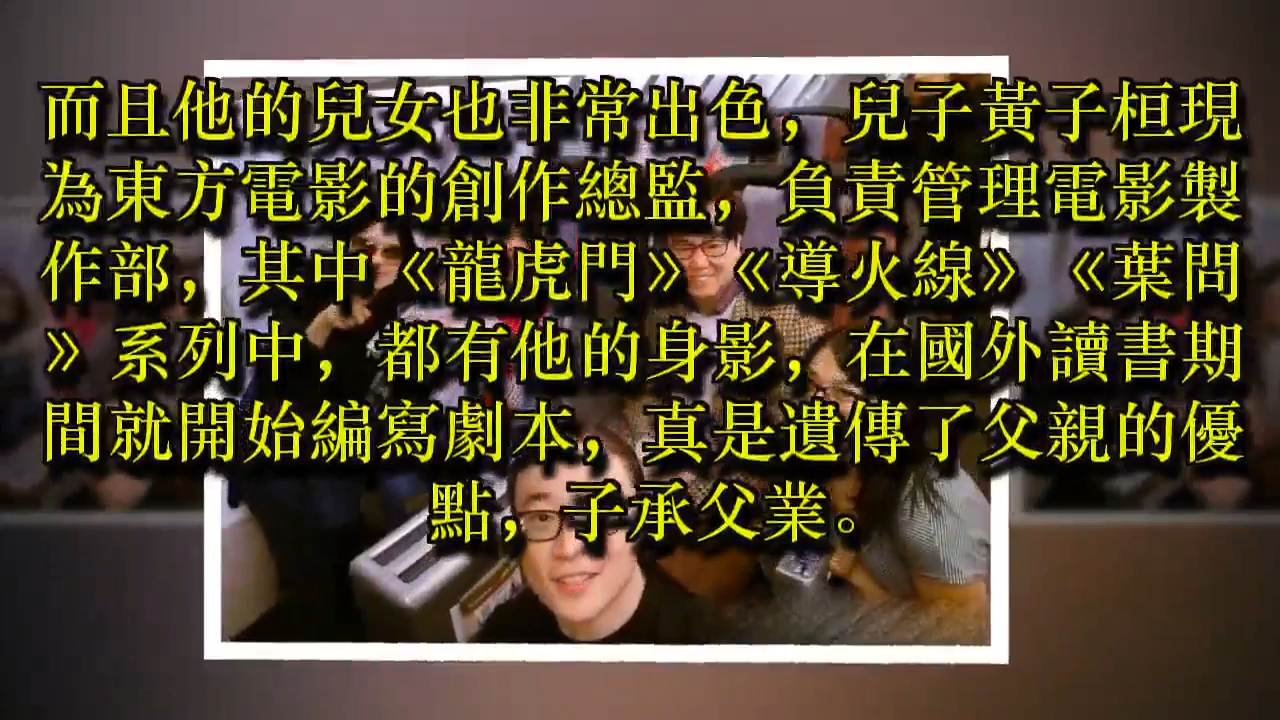 而且他的兒女也非常出色，兒子黃子桓現
為東方電影的創作總監，負責管理電影製
作部，其中《龍虎門》《導火線》《葉問
》系列中，都有他的身影，在國外讀書期
間就開始編寫劇本，真是遺傳了父親的優
點，子承父業。